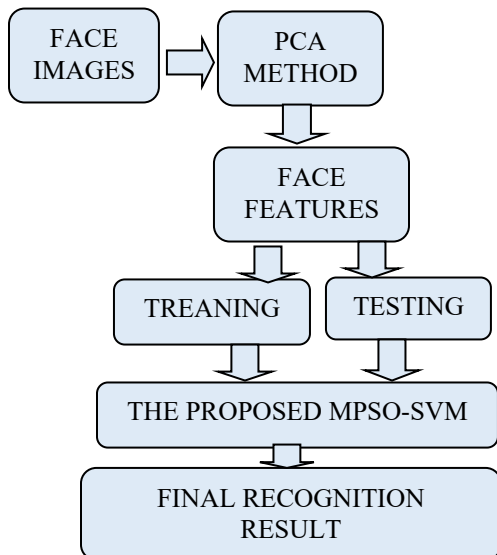 FACE
IMAGES
PCA
METHOD
FACE
FEATURES
TREANING
TESTING
THE PROPOSED MPSO-SVM
FINAL RECOGNITION
RESULT